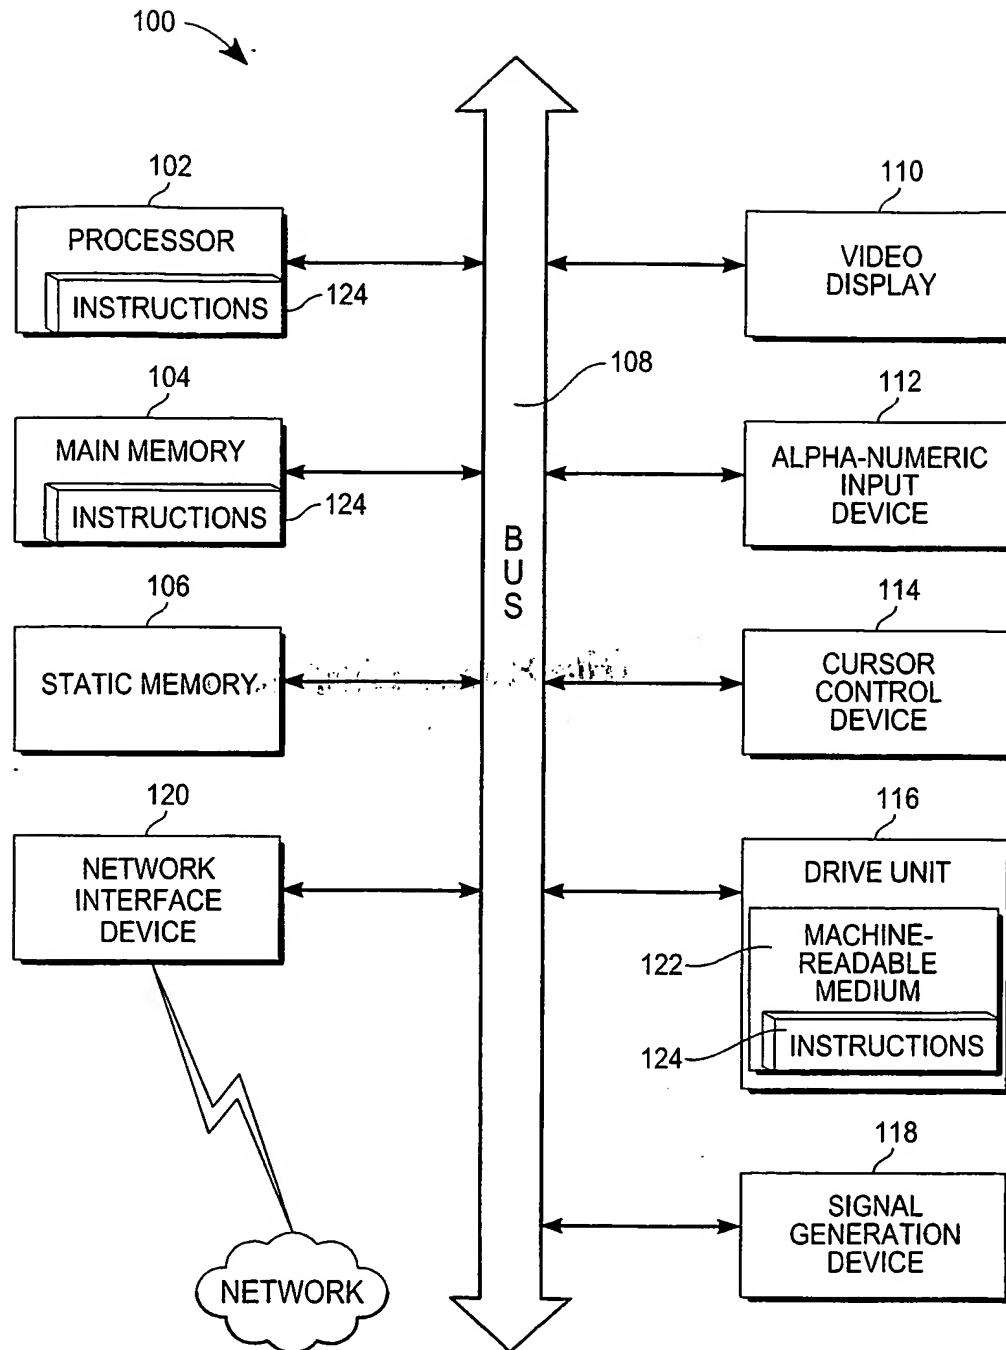 100
102
PROCESSOR
INSTRUCTIONS
124
104
MAIN MEMORY
INSTRUCTIONS
124
106
STATIC MEMORY
120
NETWORK
INTERFACE
DEVICE
NETWORK
108
BUS
110
VIDEO
DISPLAY
112
ALPHA-NUMERIC
INPUT
DEVICE
114
CURSOR
CONTROL
DEVICE
116
DRIVE UNIT
122
MACHINE-
READABLE
MEDIUM
124
INSTRUCTIONS
118
SIGNAL
GENERATION
DEVICE